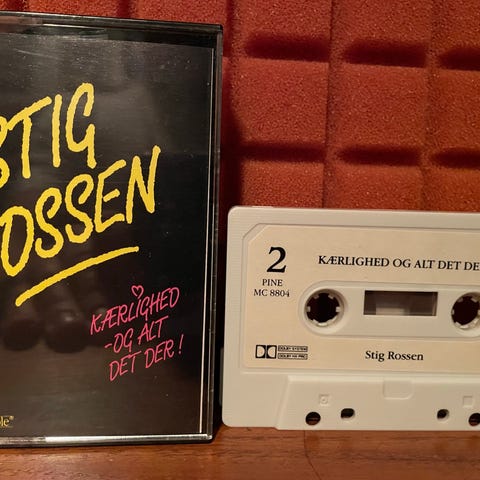 STIG
ROSSEN
KÆRLIGHED
-OG ALT
DET DER!
2
PINE
MC 8804
KÆRLIGHED OG ALT DET DE
DOLBY SYSTEM
DOLBY HX PRO
Stig Rossen